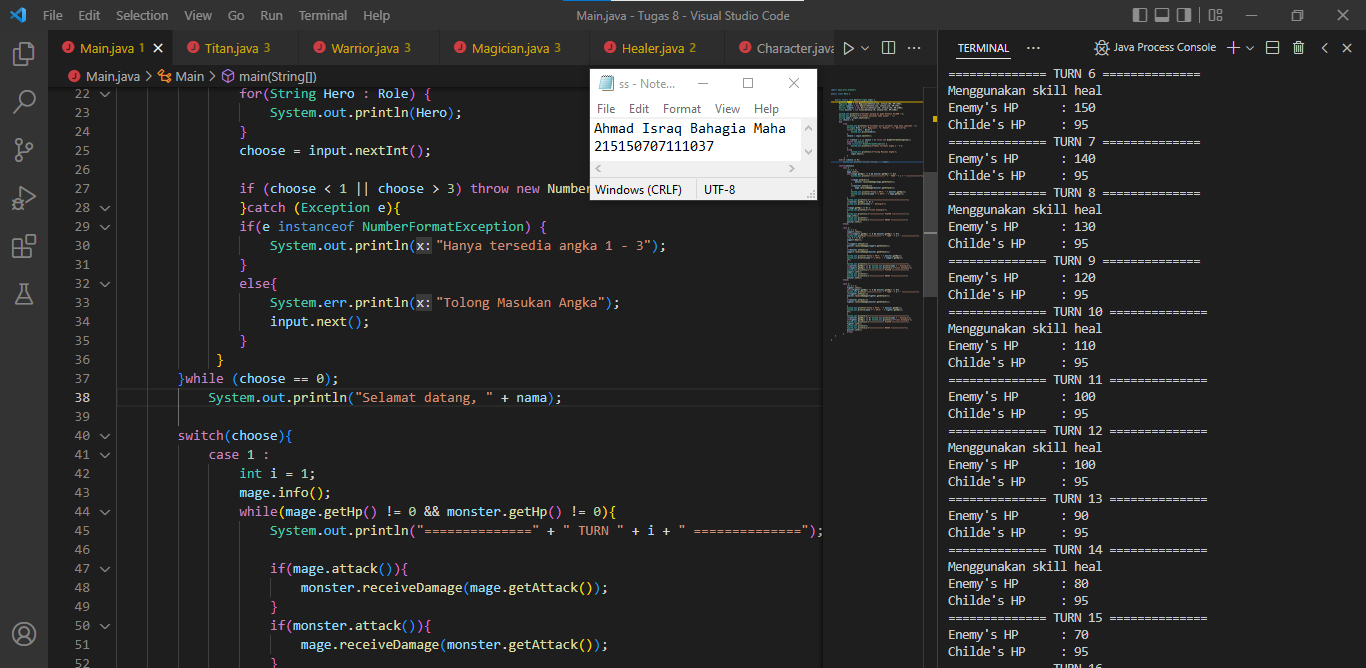 File Edit Selection View Go Run Terminal Help
Main.java - Tugas 8 - Visual Studio Code
Main.java 1
Titan.java 3
Warrior.java 3
Magician.java 3
Healer.java 2
Character.java
Main.java > Main > main(String[])
22 for(String Hero : Role) {
23 System.out.println(Hero);
24 }
25 choose = input.nextInt();
26
27 if (choose < 1 || choose > 3) throw new Number
28 }catch (Exception e){
29 if(e instanceof NumberFormatException) {
30 System.out.println(x: "Hanya tersedia angka 1 - 3");
31 }
32 else{
33 System.err.println(x: "Tolong Masukan Angka");
34 input.next();
35 }
36 }
37 }while (choose == 0);
38 System.out.println("Selamat datang, " + nama);
39
40 switch(choose){
41 case 1 :
42 int i = 1;
43 mage.info();
44 while(mage.getHp() != 0 && monster.getHp() != 0){
45 System.out.println("==============" + " TURN " + i + " ==============");
46
47 if(mage.attack()){
48 monster.receiveDamage(mage.getAttack());
49 }
50 if(monster.attack()){
51 mage.receiveDamage(monster.getAttack());
52 }
ss - Note...
File Edit Format View Help
Ahmad Israq Bahagia Maha
215150707111037
Windows (CRLF) UTF-8
TERMINAL
Java Process Console
============== TURN 6 ==============
Menggunakan skill heal
Enemy's HP : 150
Childe's HP : 95
============== TURN 7 ==============
Enemy's HP : 140
Childe's HP : 95
============== TURN 8 ==============
Menggunakan skill heal
Enemy's HP : 130
Childe's HP : 95
============== TURN 9 ==============
Enemy's HP : 120
Childe's HP : 95
============== TURN 10 ==============
Menggunakan skill heal
Enemy's HP : 110
Childe's HP : 95
============== TURN 11 ==============
Enemy's HP : 100
Childe's HP : 95
============== TURN 12 ==============
Menggunakan skill heal
Enemy's HP : 100
Childe's HP : 95
============== TURN 13 ==============
Enemy's HP : 90
Childe's HP : 95
============== TURN 14 ==============
Menggunakan skill heal
Enemy's HP : 80
Childe's HP : 95
============== TURN 15 ==============
Enemy's HP : 70
Childe's HP : 95
TURN 16